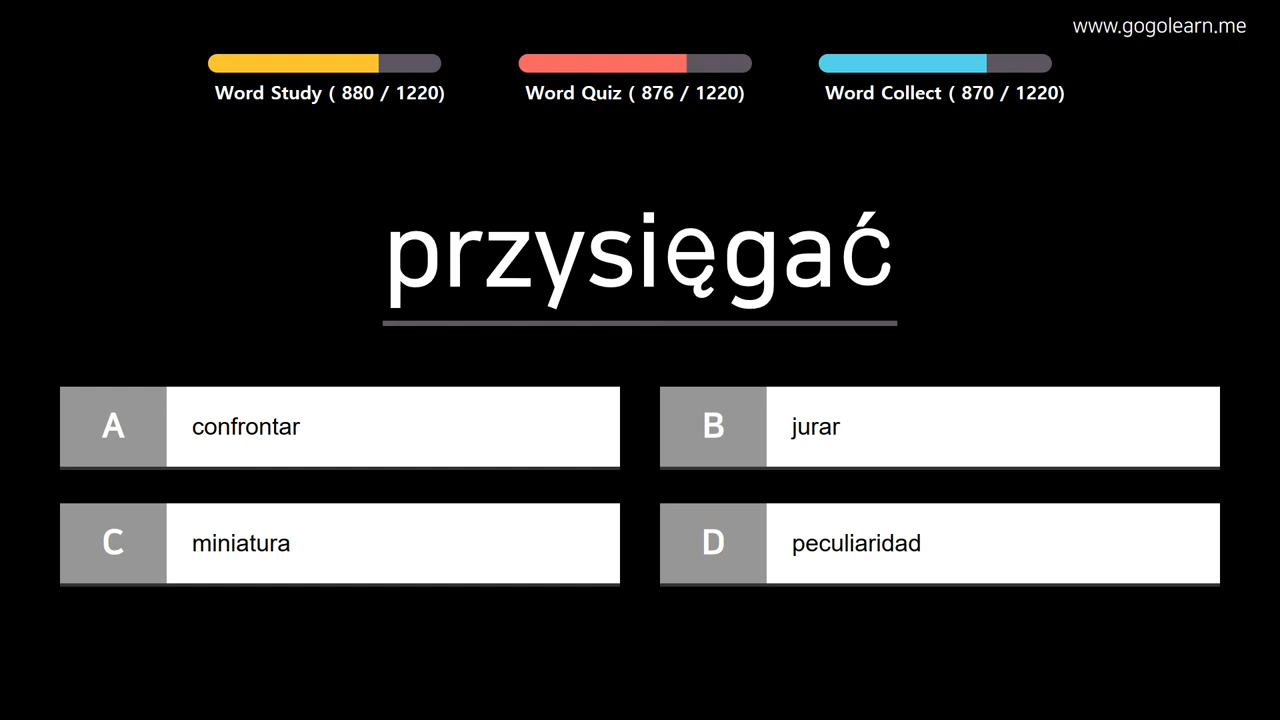 www.gogolearn.me
Word Study ( 880 / 1220)
Word Quiz ( 876 / 1220)
Word Collect ( 870 / 1220)
przysięgać
A confrontar
B jurar
C miniatura
D peculiaridad